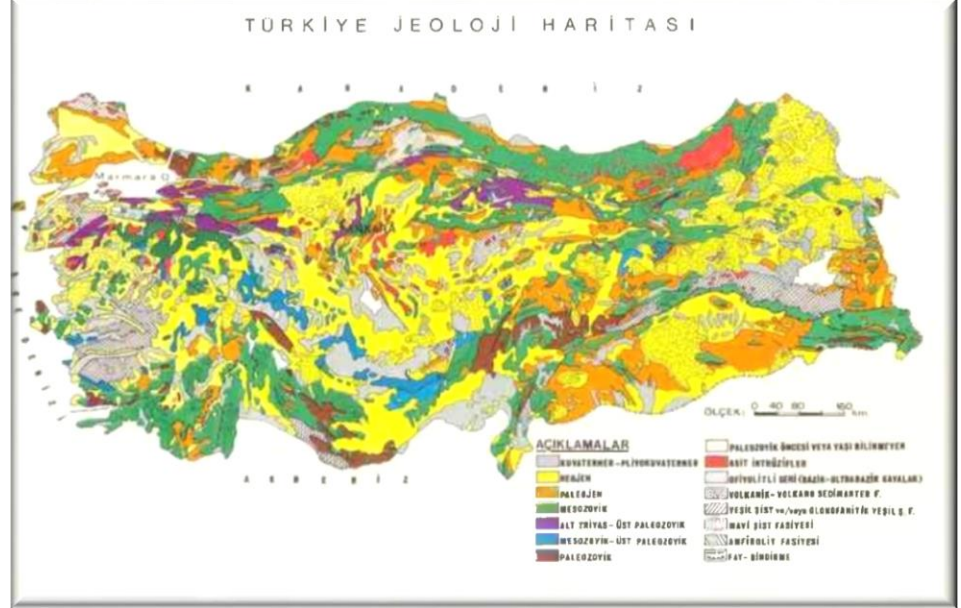 TÜRKİYE JEOLOJİ HARİTASI
K A R A D E N İ Z
Marmara D.
ANKARA
ÖLÇEK: 0 40 80 160 km
AÇIKLAMALAR
KUVATERNER-PLİYOKUVATERNER
NEOJEN
PALEOJEN
MESOZOYİK
ALT TRİYAS-ÜST PALEOZOYİK
MESOZOYİK-ÜST PALEOZOYİK
PALEOZOYİK
PALEOZOYİK ÖNCESİ VEYA YAŞI BİLİNMEYEN
ASİT İNTRÜZİFLER
OFİYOLİTLİ SERİ (BAZİK-ULTRABAZİK KAYALAR)
VOLKANİK-VOLKANO SEDİMANTER F.
YEŞİL ŞİST ve/veya GLOKOFANİTİK YEŞİL Ş. F.
MAVİ ŞİST FASİYESİ
AMFİBOLİT FASİYESİ
FAY-BİNDİRME
A K D E N İ Z